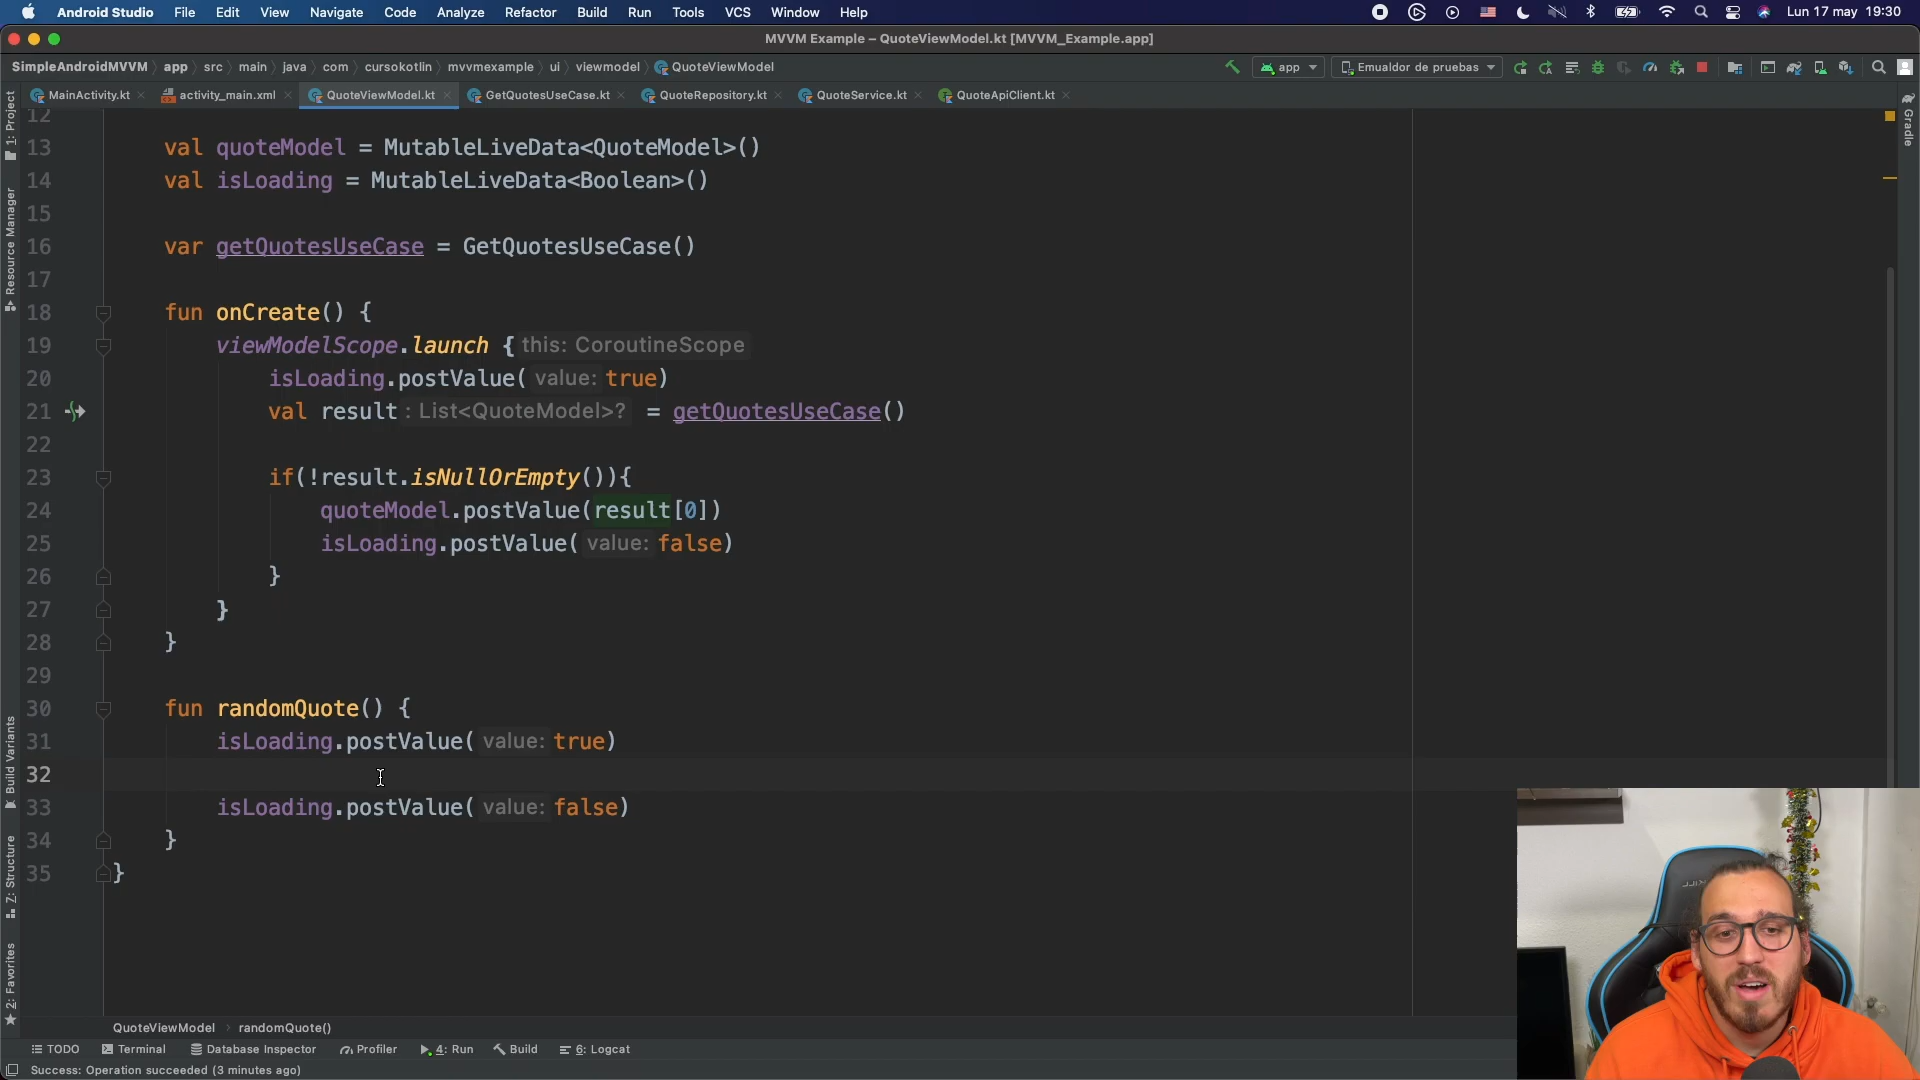 Android Studio File Edit View Navigate Code Analyze Refactor Build Run Tools VCS Window Help Lun 17 may 19:30
MVVM Example – QuoteViewModel.kt [MVVM_Example.app]
SimpleAndroidMVVM app src main java com cursokotlin mvvmexample ui viewmodel QuoteViewModel app Emualdor de pruebas
MainActivity.kt activity_main.xml QuoteViewModel.kt GetQuotesUseCase.kt QuoteRepository.kt QuoteService.kt QuoteApiClient.kt
1: Project
Resource Manager
Build Variants
Z: Structure
2: Favorites
Gradle
12
13 val quoteModel = MutableLiveData<QuoteModel>()
14 val isLoading = MutableLiveData<Boolean>()
15
16 var getQuotesUseCase = GetQuotesUseCase()
17
18 fun onCreate() {
19 viewModelScope.launch { this: CoroutineScope
20 isLoading.postValue( value: true)
21 val result : List<QuoteModel>? = getQuotesUseCase()
22
23 if(!result.isNullOrEmpty()){
24 quoteModel.postValue(result[0])
25 isLoading.postValue( value: false)
26 }
27 }
28 }
29
30 fun randomQuote() {
31 isLoading.postValue( value: true)
32
33 isLoading.postValue( value: false)
34 }
35 }
QuoteViewModel randomQuote()
TODO Terminal Database Inspector Profiler 4: Run Build 6: Logcat
Success: Operation succeeded (3 minutes ago)